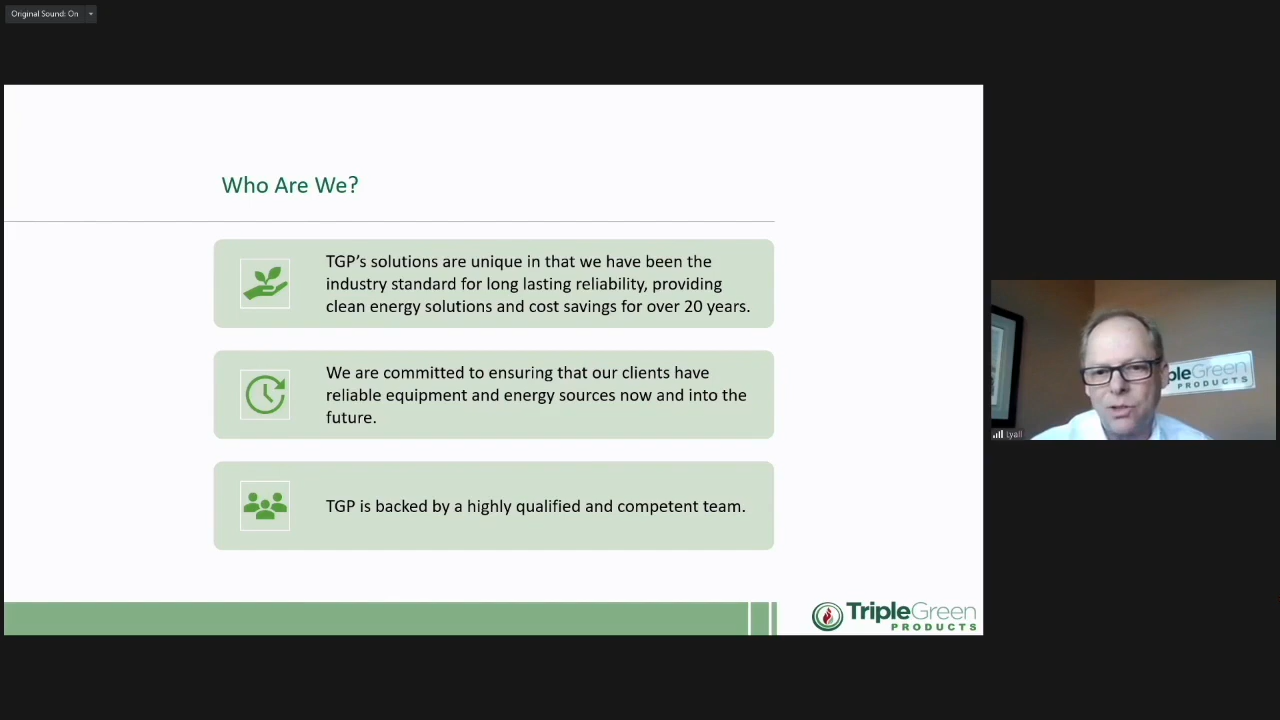 Original Sound: On
Who Are We?
TGP's solutions are unique in that we have been the
industry standard for long lasting reliability, providing
clean energy solutions and cost savings for over 20 years.
We are committed to ensuring that our clients have
reliable equipment and energy sources now and into the
future.
TGP is backed by a highly qualified and competent team.
TripleGreen
PRODUCTS
pleGreen
PRODUCTS
Lyall